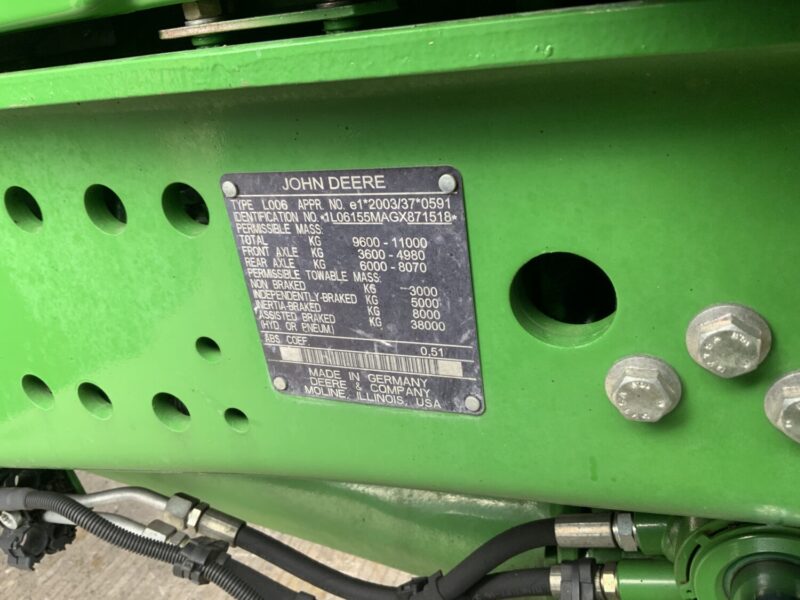 JOHN DEERE
TYPE L006 APPR. NO. e1*2003/37*0591
IDENTIFICATION NO. *1L06155MAGX871518*
PERMISSIBLE MASS:
TOTAL KG 9600 - 11000
FRONT AXLE KG 3600 - 4980
REAR AXLE KG 6000 - 8070
PERMISSIBLE TOWABLE MASS:
NON BRAKED KG 3000
INDEPENDENTLY-BRAKED KG 5000
INERTIA-BRAKED KG 8000
ASSISTED BRAKED KG 38000
(HYD. OR PNEUM.)
ABS. COEF 0,51
MADE IN GERMANY
DEERE & COMPANY
MOLINE, ILLINOIS, USA